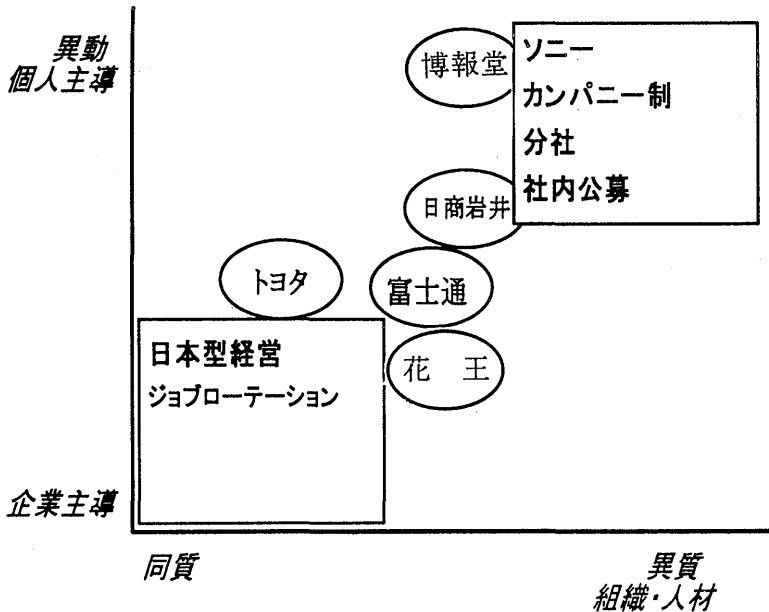 異動
個人主導
博報堂
ソニー
カンパニー制
分社
社内公募
日商岩井
トヨタ
富士通
日本型経営
ジョブローテーション
花 王
企業主導
同質
異質
組織・人材